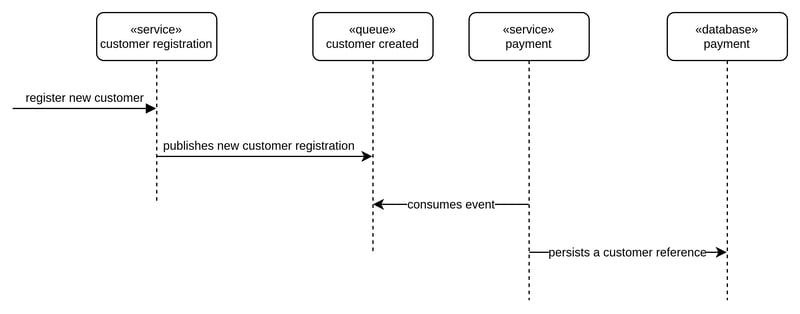 «service»
customer registration
«queue»
customer created
«service»
payment
«database»
payment
register new customer
publishes new customer registration
consumes event
persists a customer reference